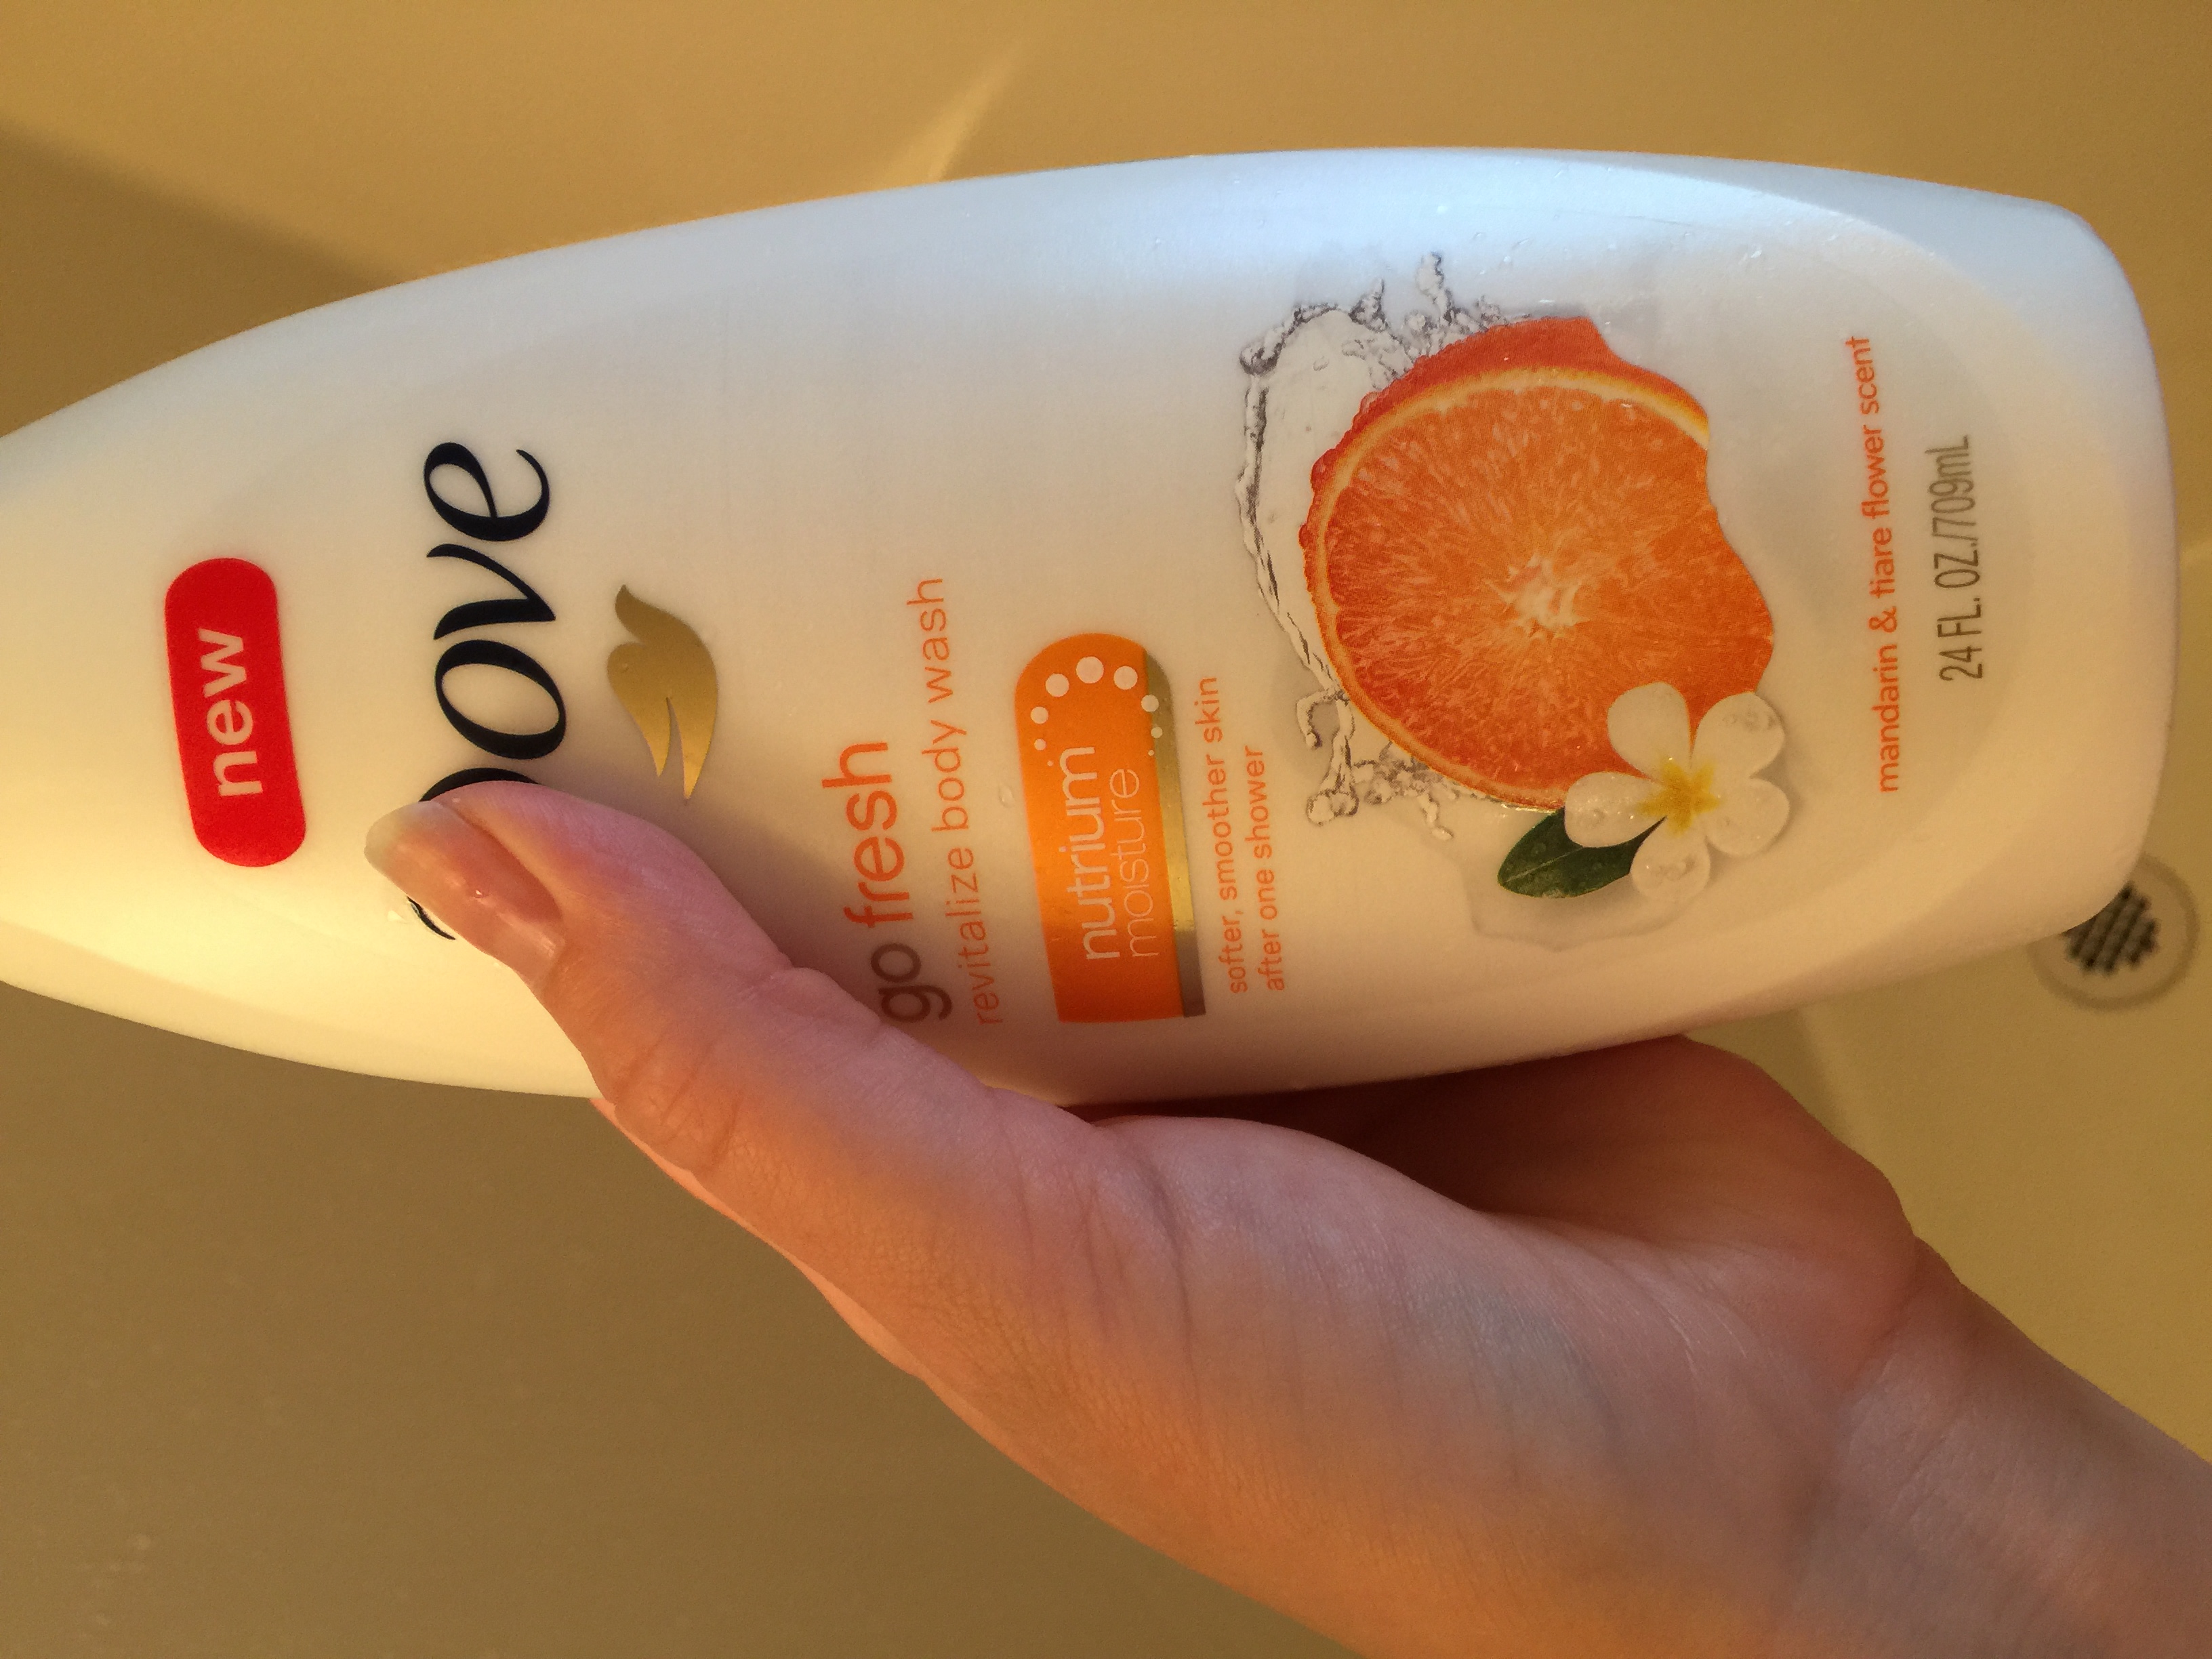 new
Dove
go fresh
revitalize body wash
nutrium
moisture
softer, smoother skin
after one shower
mandarin & tiare flower scent
24 FL. OZ./709mL